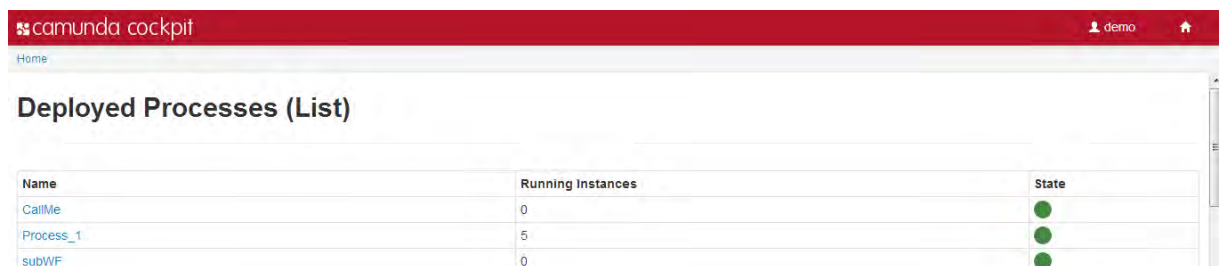 camunda cockpit demo
Home
Deployed Processes (List)
Name Running Instances State
CallMe 0
Process_1 5
subWF 0